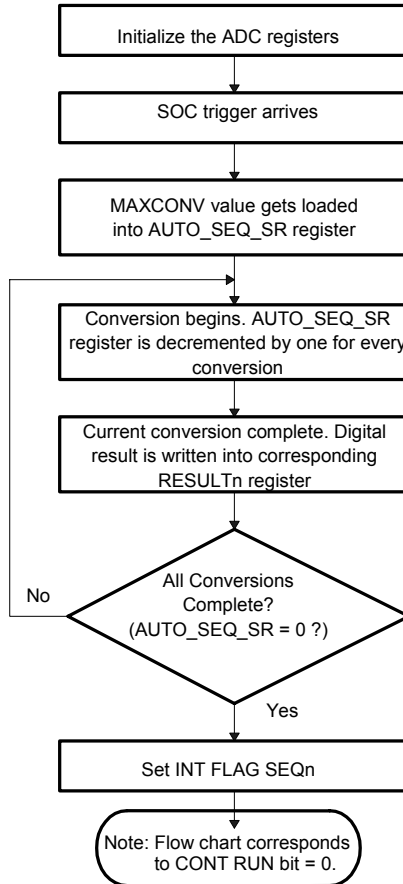 Initialize the ADC registers
SOC trigger arrives
MAXCONV value gets loaded
into AUTO_SEQ_SR register
Conversion begins. AUTO_SEQ_SR
register is decremented by one for every
conversion
Current conversion complete. Digital
result is written into corresponding
RESULTn register
All Conversions
Complete?
No
(AUTO_SEQ_SR = 0 ?)
Yes
Set INT FLAG SEQn
Note: Flow chart corresponds
to CONT RUN bit = 0.